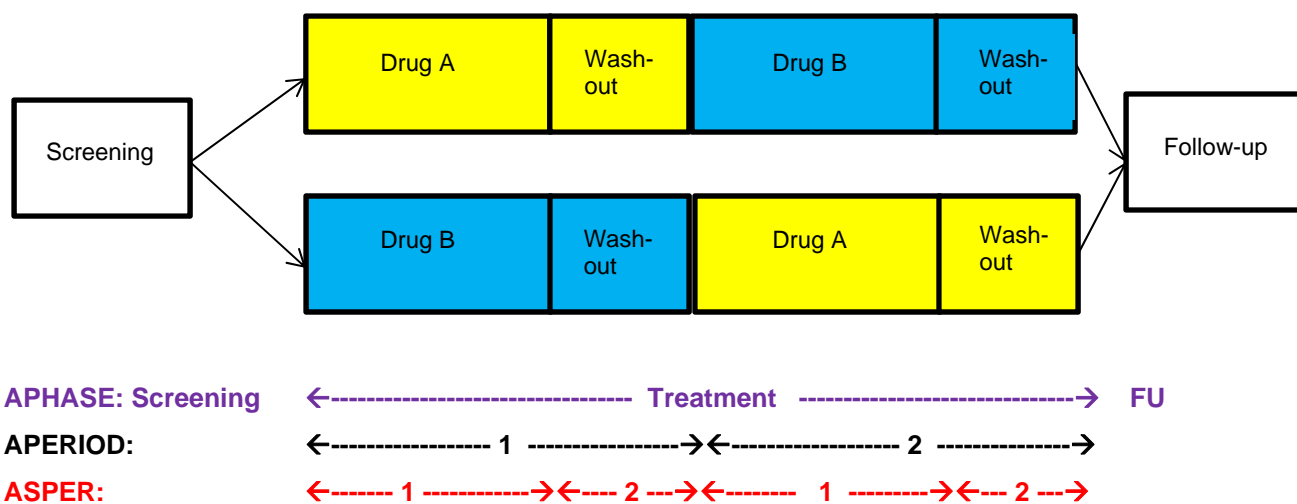 Drug A
Wash-
out
Drug B
Wash-
out
Screening
Follow-up
Drug B
Wash-
out
Drug A
Wash-
out
APHASE: Screening ←--------------------------------- Treatment ----------------------------→ FU
APERIOD: ←----------------- 1 ------------------→←-------------------- 2 ---------------→
ASPER: ←------- 1 ------------→←---- 2 ---→←-------- 1 ---------→←--- 2 ---→